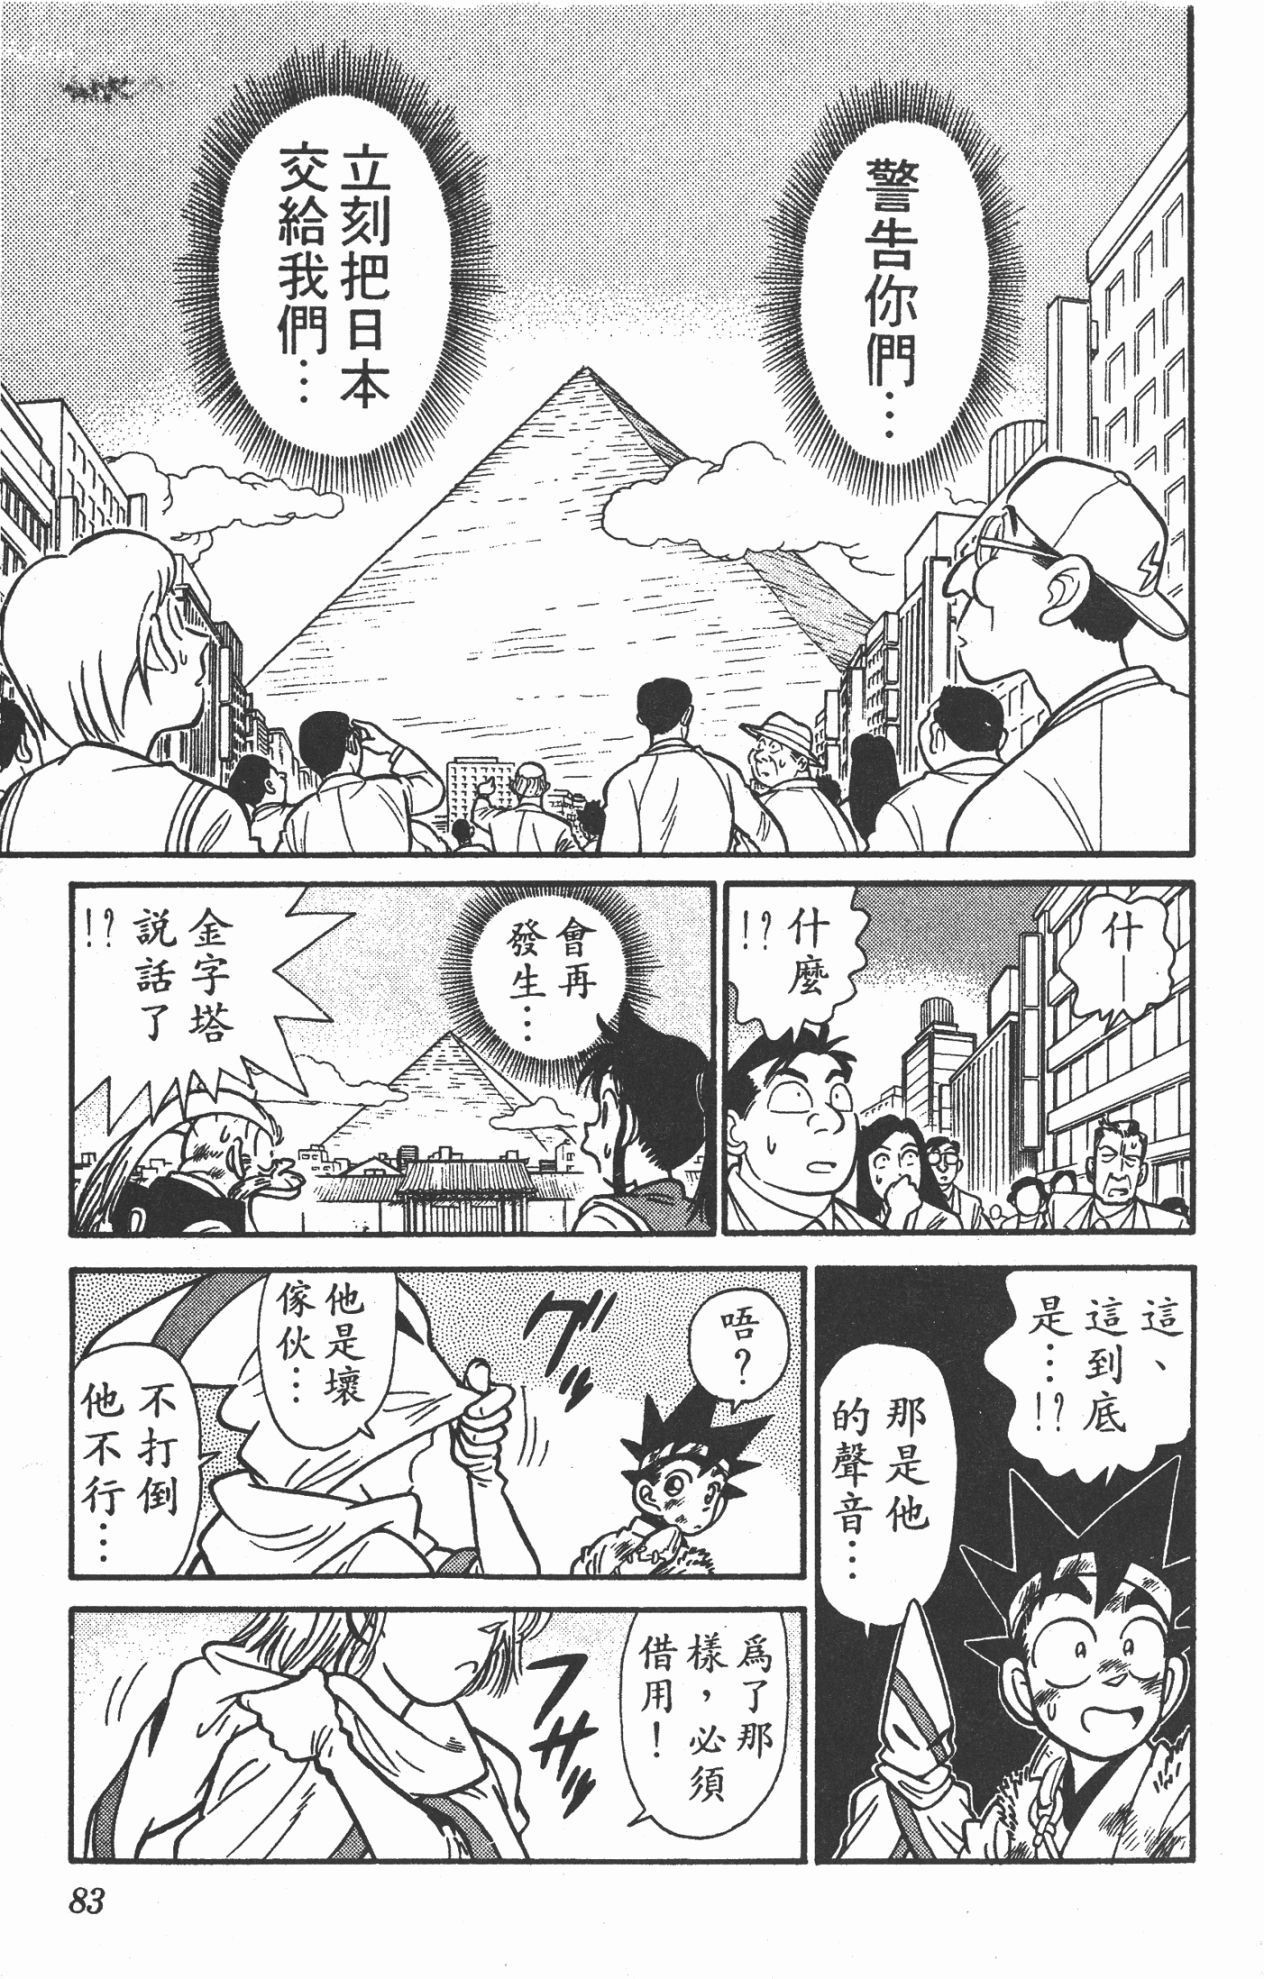 警告你們…
立刻把日本
交給我們…
什—
什麼
!?
會再
發生…
金字塔
說話了
!?
這、
這到底
是…!?
那是他
的聲音…
唔?
グッ
他是壞
傢伙…
不打倒
他不行…
爲了那
樣，必須
借用!
ファサ
83